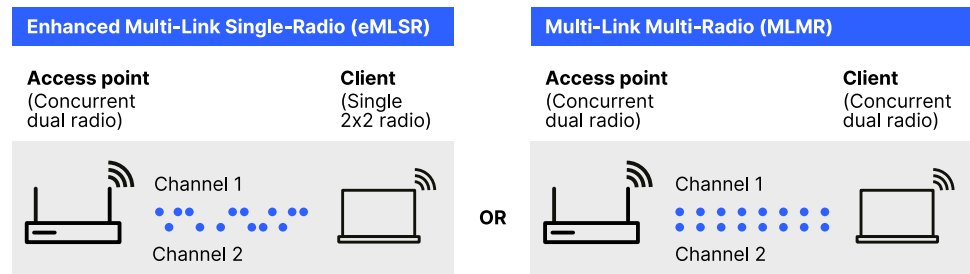 Enhanced Multi-Link Single-Radio (eMLSR)
Access point
(Concurrent
dual radio)
Client
(Single
2x2 radio)
Channel 1
Channel 2
OR
Multi-Link Multi-Radio (MLMR)
Access point
(Concurrent
dual radio)
Client
(Concurrent
dual radio)
Channel 1
Channel 2